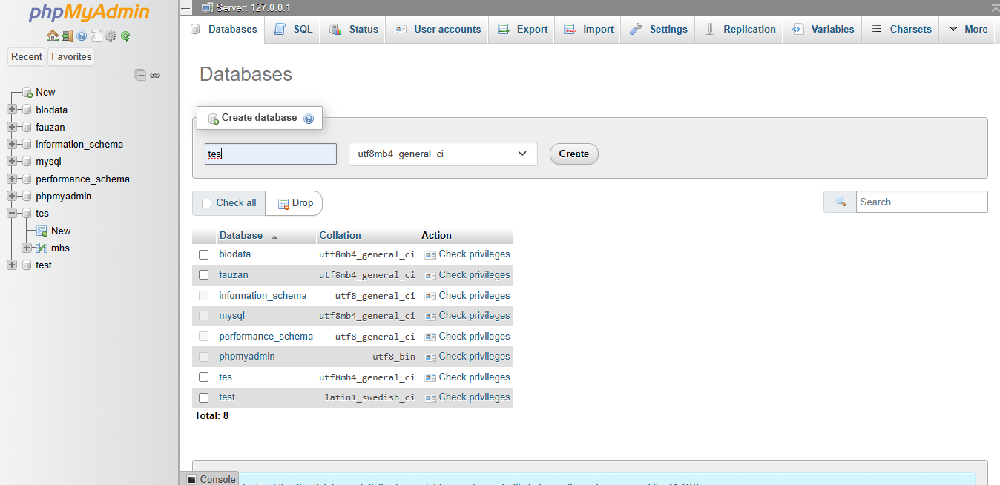 phpMyAdmin
Recent Favorites
New
biodata
fauzan
information_schema
mysql
performance_schema
phpmyadmin
tes
New
mhs
test
Server: 127.0.0.1
Databases SQL Status User accounts Export Import Settings Replication Variables Charsets More
Databases
Create database
tes utf8mb4_general_ci Create
Check all Drop Search
Database Collation Action
biodata utf8mb4_general_ci Check privileges
fauzan utf8mb4_general_ci Check privileges
information_schema utf8_general_ci Check privileges
mysql utf8mb4_general_ci Check privileges
performance_schema utf8_general_ci Check privileges
phpmyadmin utf8_bin Check privileges
tes utf8mb4_general_ci Check privileges
test latin1_swedish_ci Check privileges
Total: 8
Console